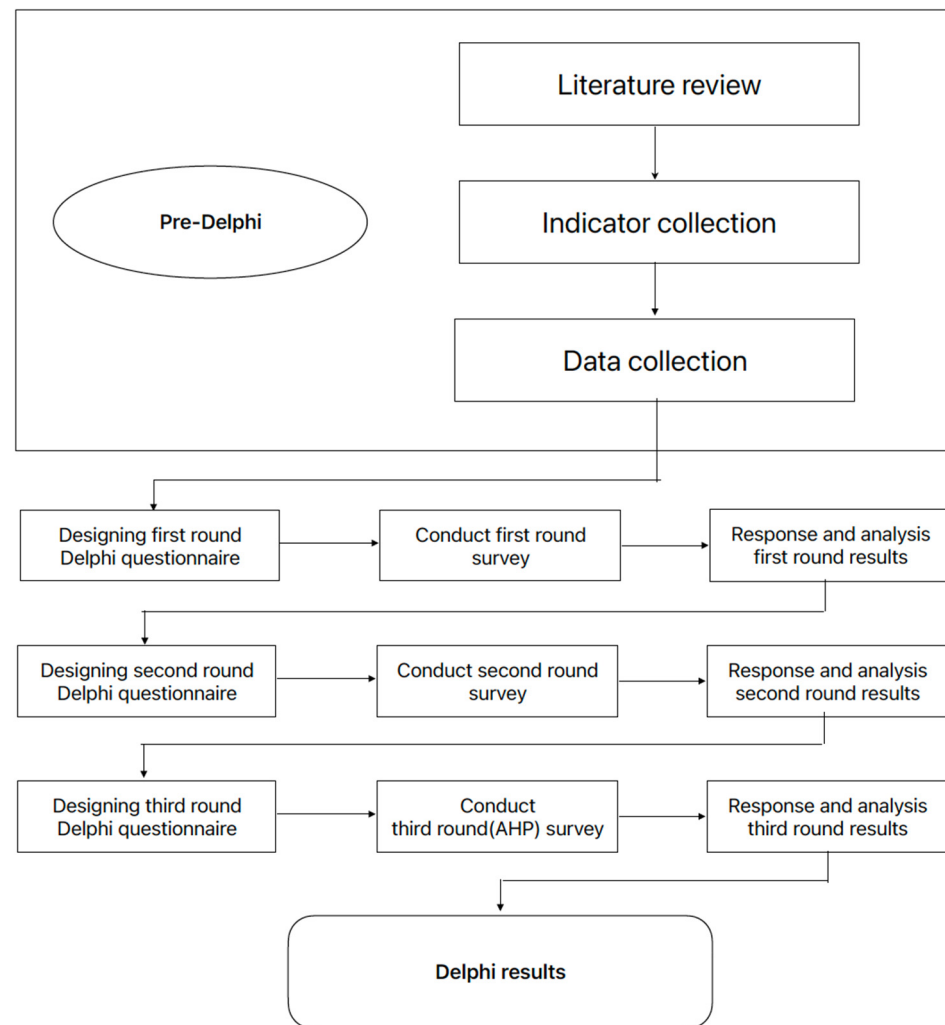 Literature review
Pre-Delphi
Indicator collection
Data collection
Designing first round
Delphi questionnaire
Conduct first round
survey
Response and analysis
first round results
Designing second round
Delphi questionnaire
Conduct second round
survey
Response and analysis
second round results
Designing third round
Delphi questionnaire
Conduct
third round(AHP) survey
Response and analysis
third round results
Delphi results